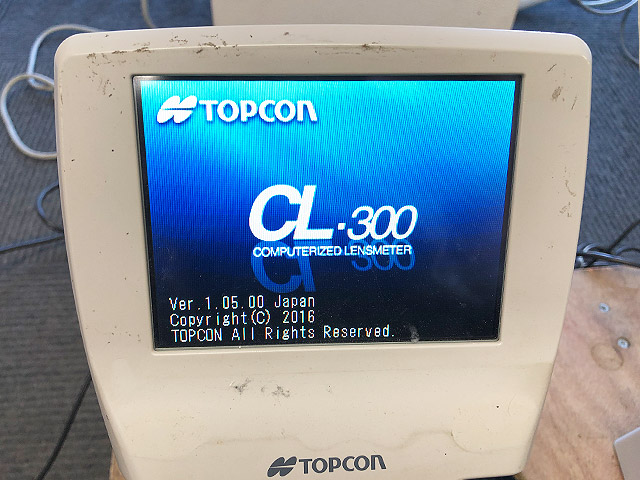 TOPCON
CL-300
COMPUTERIZED LENSMETER
Ver.1.05.00 Japan
Copyright(C) 2016
TOPCON All Rights Reserved.
TOPCON